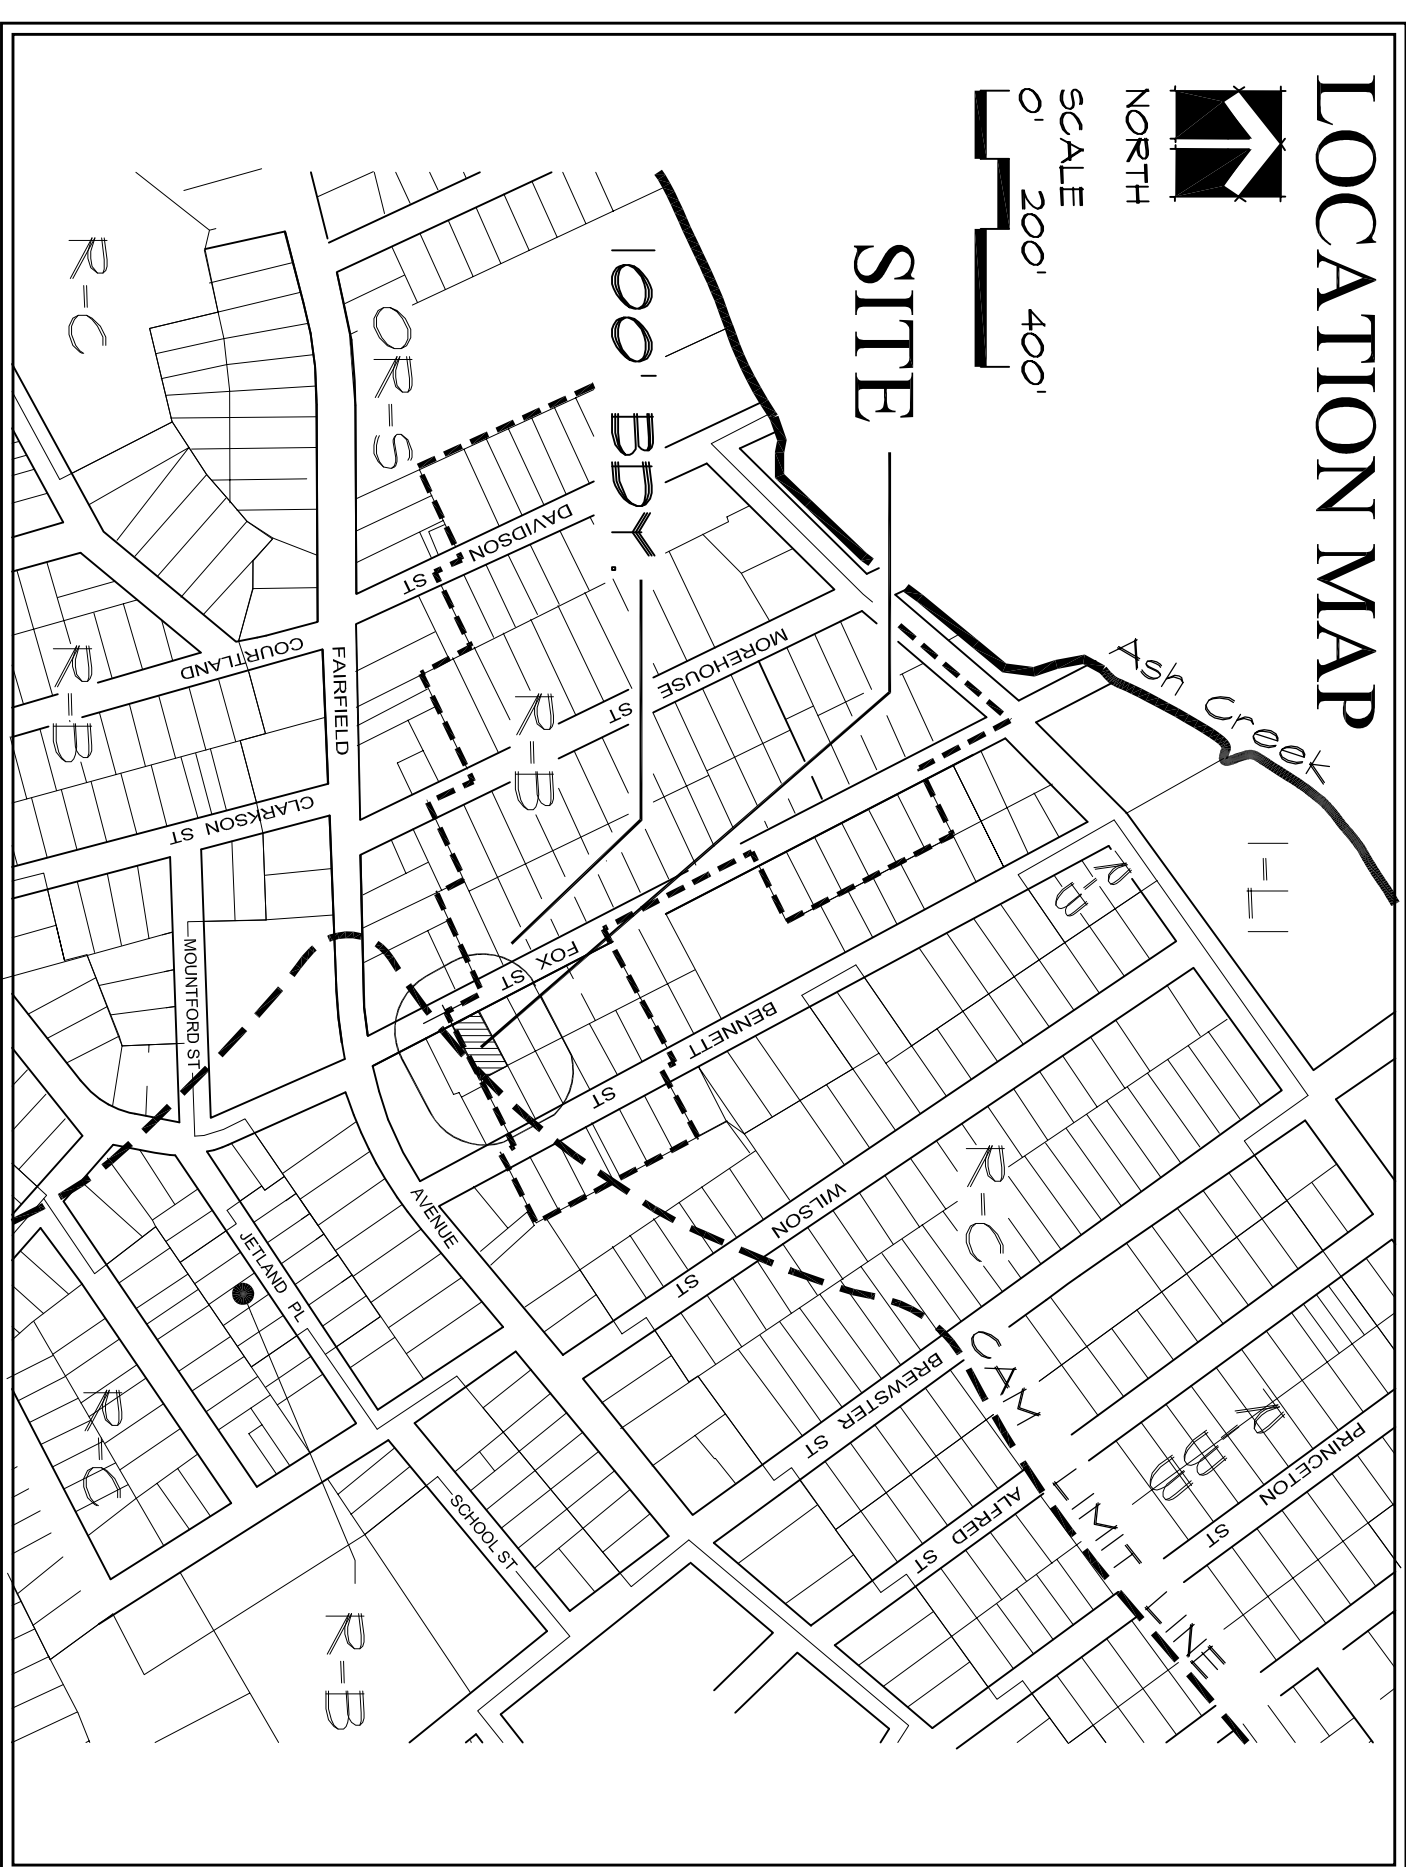 LOCATION MAP
NORTH
SCALE
0' 200' 400'
SITE
100' BDY.
Ash Creek
I-L
R-C
OR-S
R-B
R-B
R-B
R-C
R-BB
R-C
R-B
CAM LIMIT LINE
DAVIDSON ST
MOREHOUSE ST
FOX ST
BENNETT ST
WILSON ST
BREWSTER ST
ALFRED ST
PRINCETON ST
FAIRFIELD AVENUE
COURTLAND
CLARKSON ST
MOUNTFORD ST
JETLAND PL
SCHOOL ST